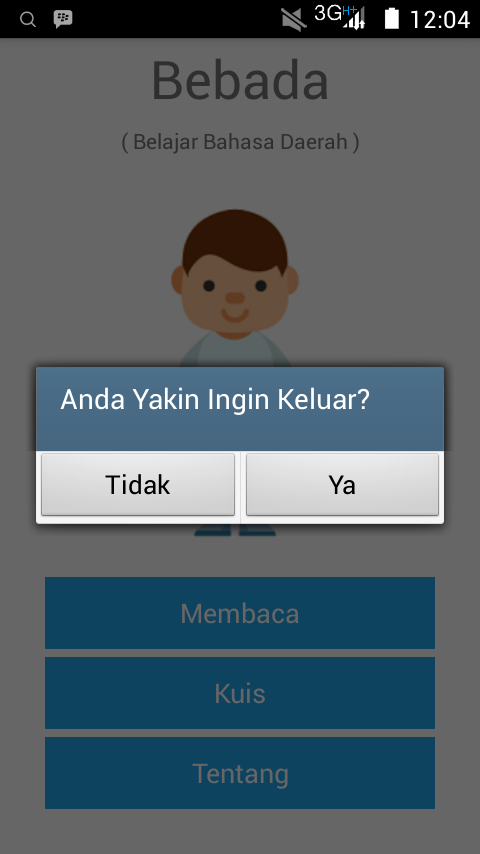 3G H+ 12:04
Bebada
( Belajar Bahasa Daerah )
Anda Yakin Ingin Keluar?
Tidak Ya
Membaca
Kuis
Tentang